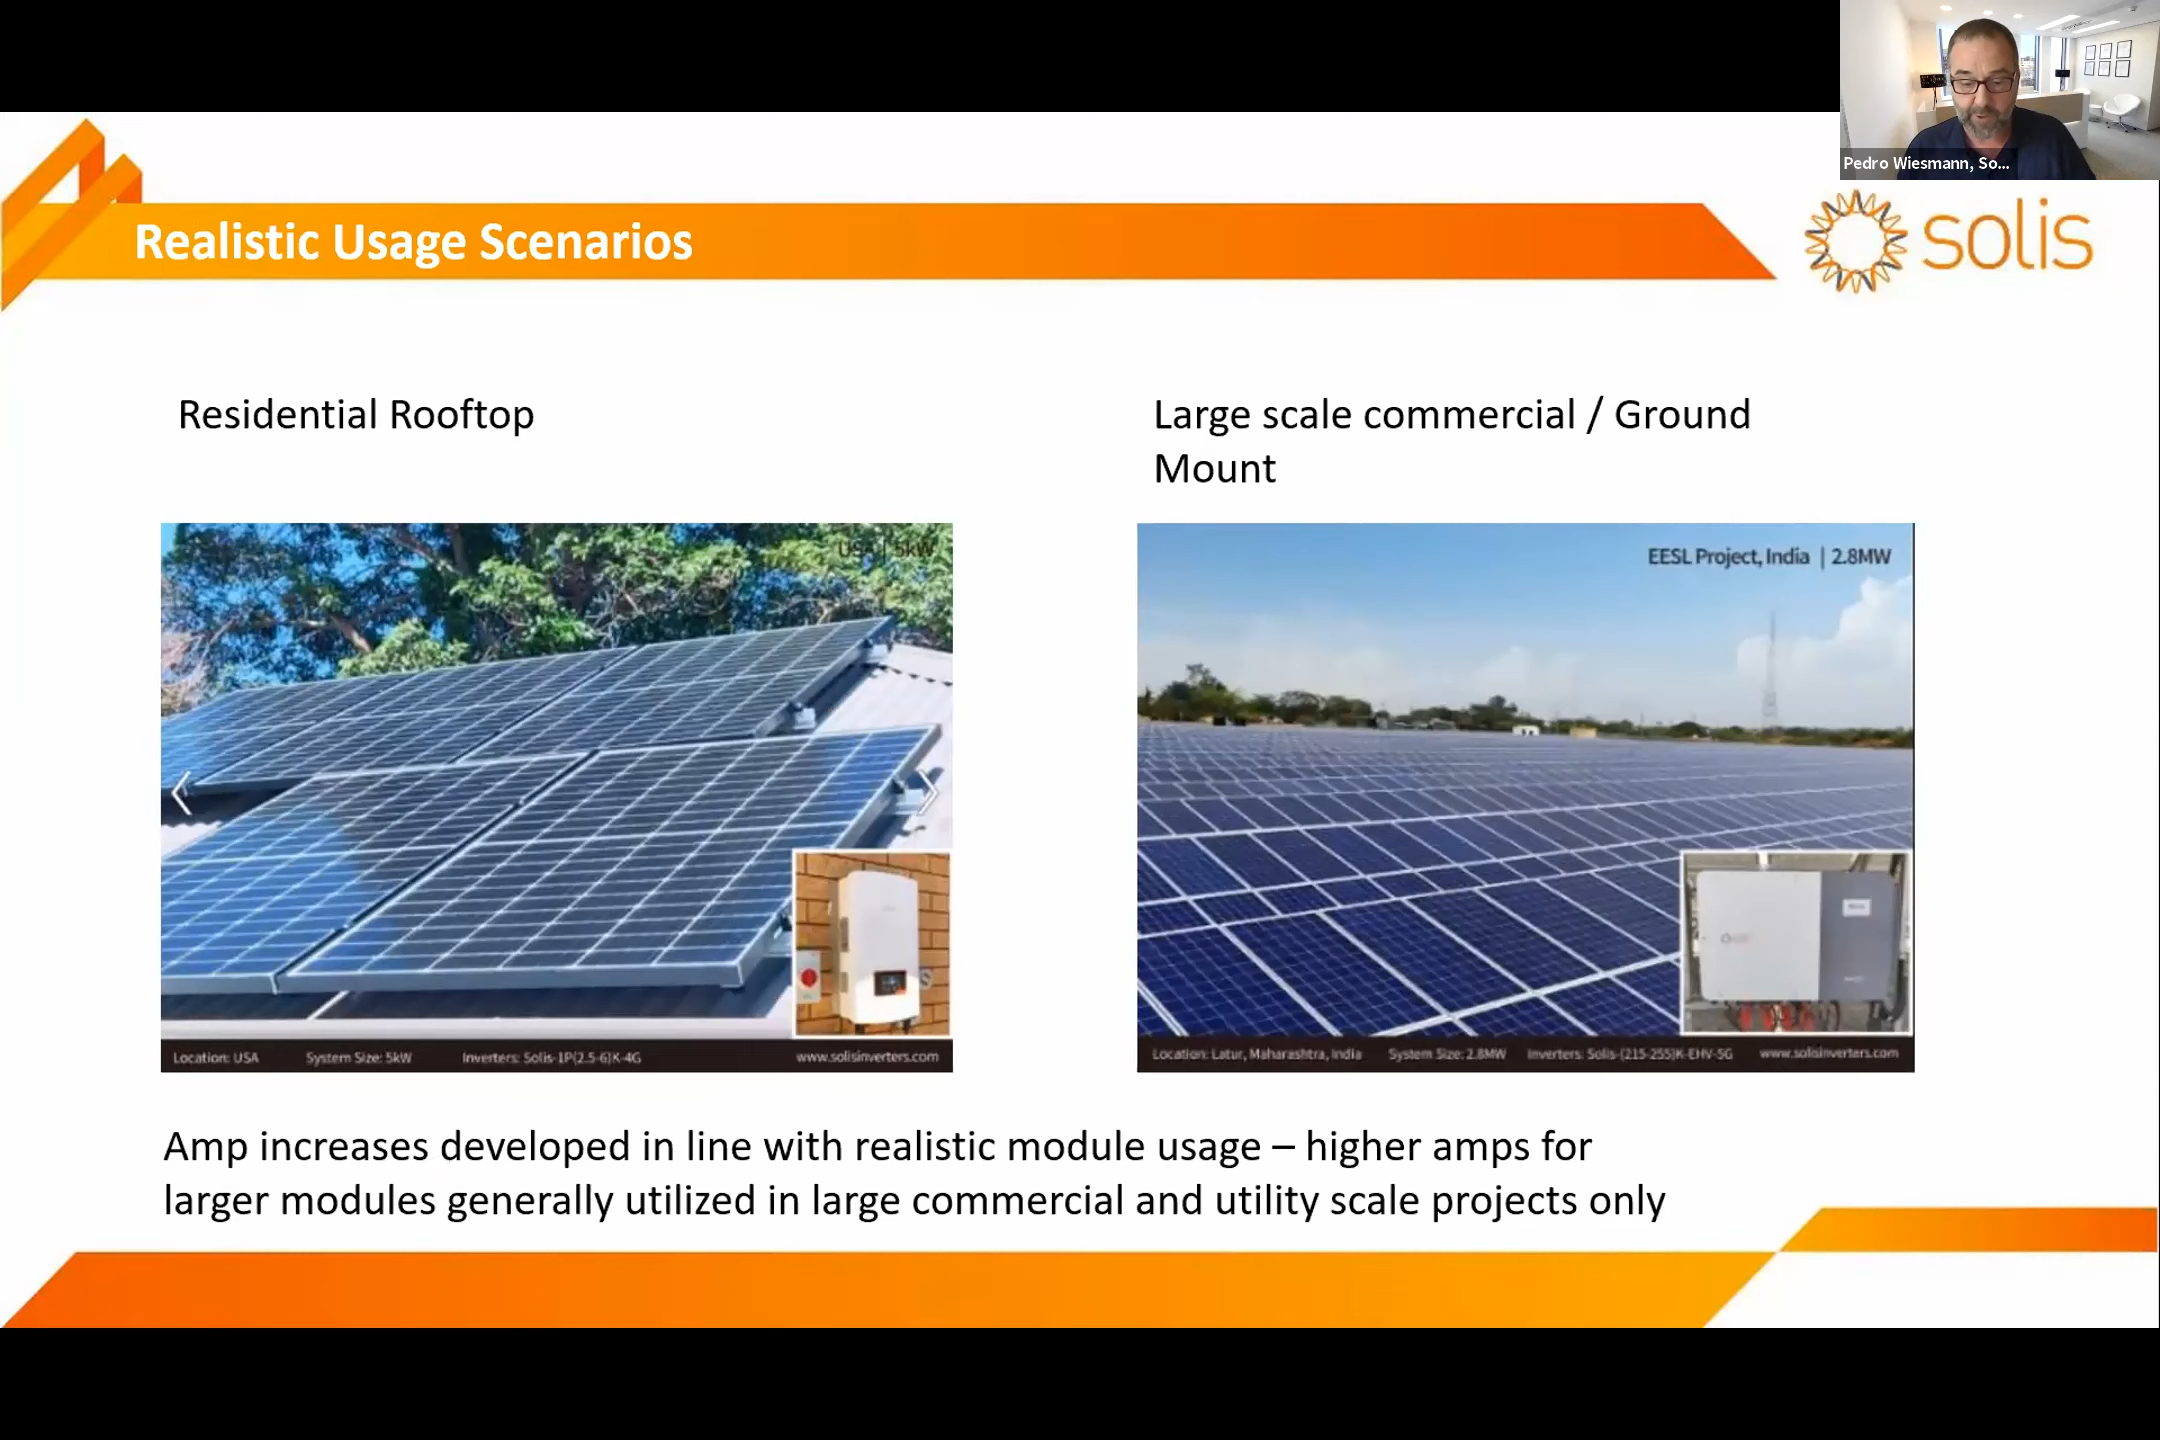 Pedro Wiesmann, So...
Realistic Usage Scenarios
solis
Residential Rooftop
Large scale commercial / Ground
Mount
USA | 5kW
EESL Project, India | 2.8MW
Location: USA System Size: 5kW Inverters: Solis-1P(2.5-6)K-4G www.solisinverters.com
Location: Latur, Maharashtra, India System Size: 2.8MW Inverters: Solis-(215-255)K-EHV-5G www.solisinverters.com
Amp increases developed in line with realistic module usage – higher amps for
larger modules generally utilized in large commercial and utility scale projects only